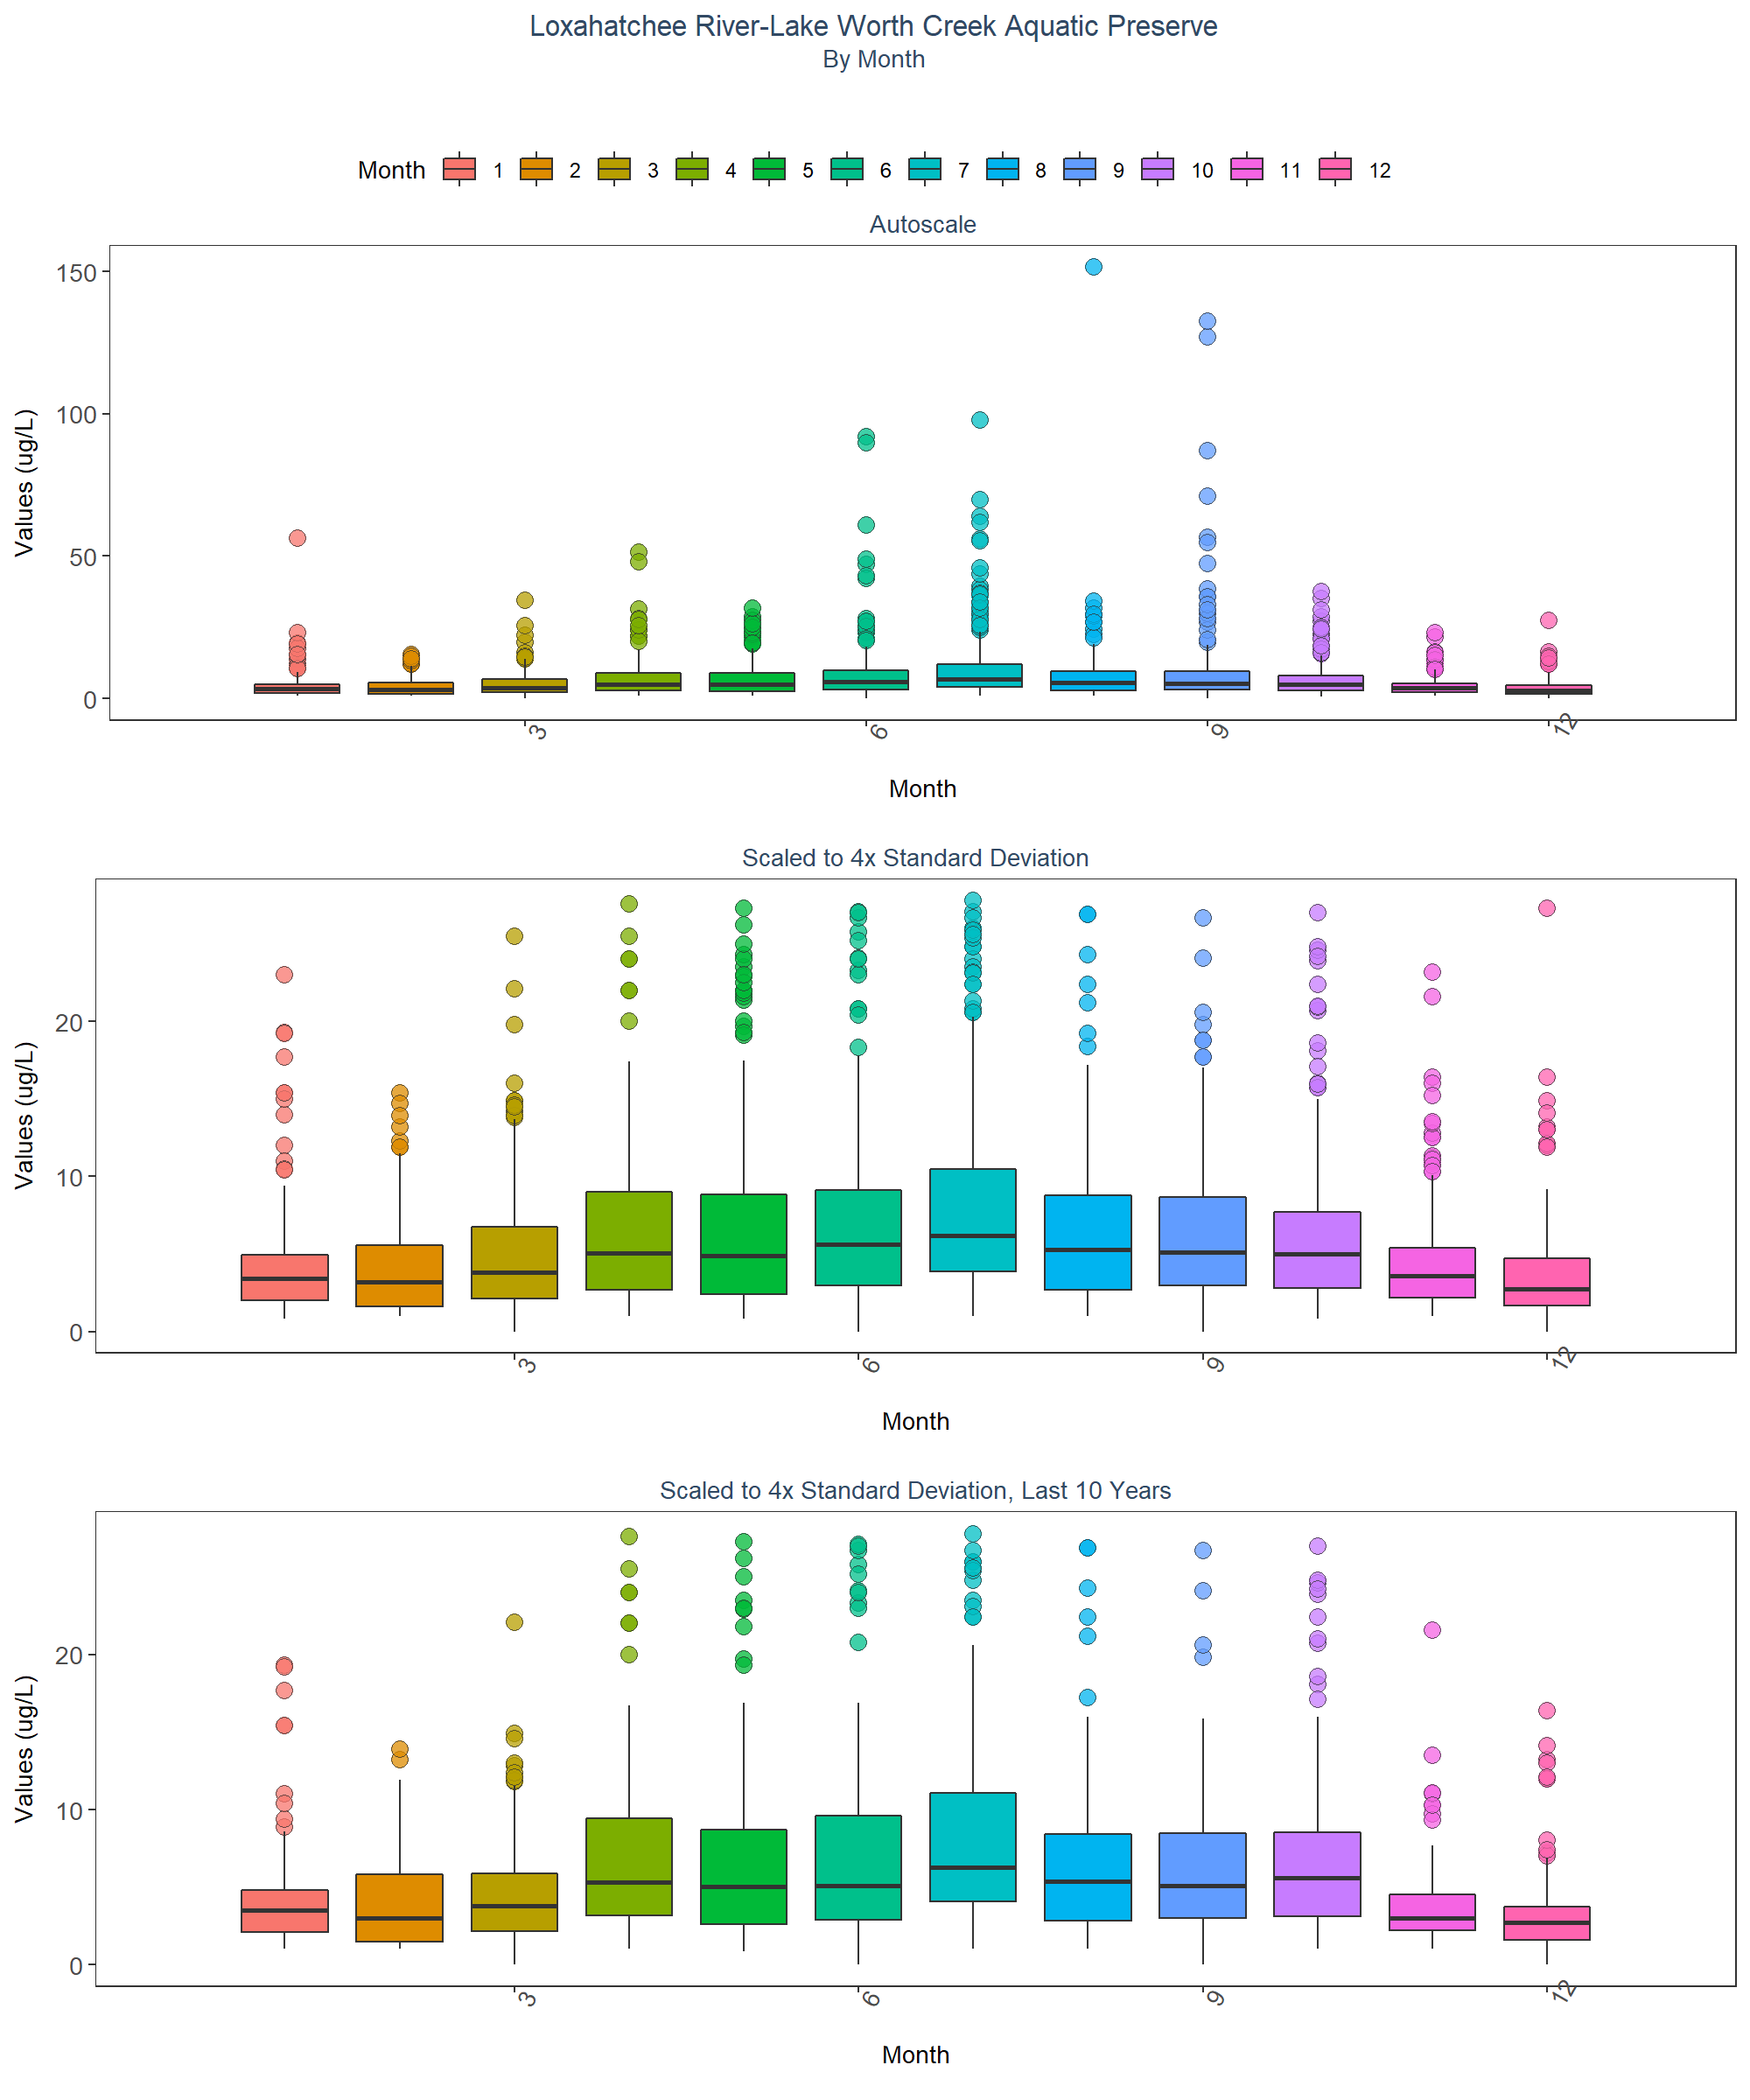 Loxahatchee River-Lake Worth Creek Aquatic Preserve
By Month
Month 1 2 3 4 5 6 7 8 9 10 11 12
Autoscale
Values (ug/L)
150
100
50
0
3 6 9 12
Month
Scaled to 4x Standard Deviation
Values (ug/L)
20
10
0
3 6 9 12
Month
Scaled to 4x Standard Deviation, Last 10 Years
Values (ug/L)
20
10
0
3 6 9 12
Month